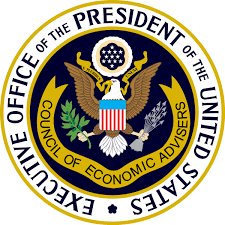 EXECUTIVE OFFICE OF THE PRESIDENT OF THE UNITED STATES
COUNCIL OF ECONOMIC ADVISERS